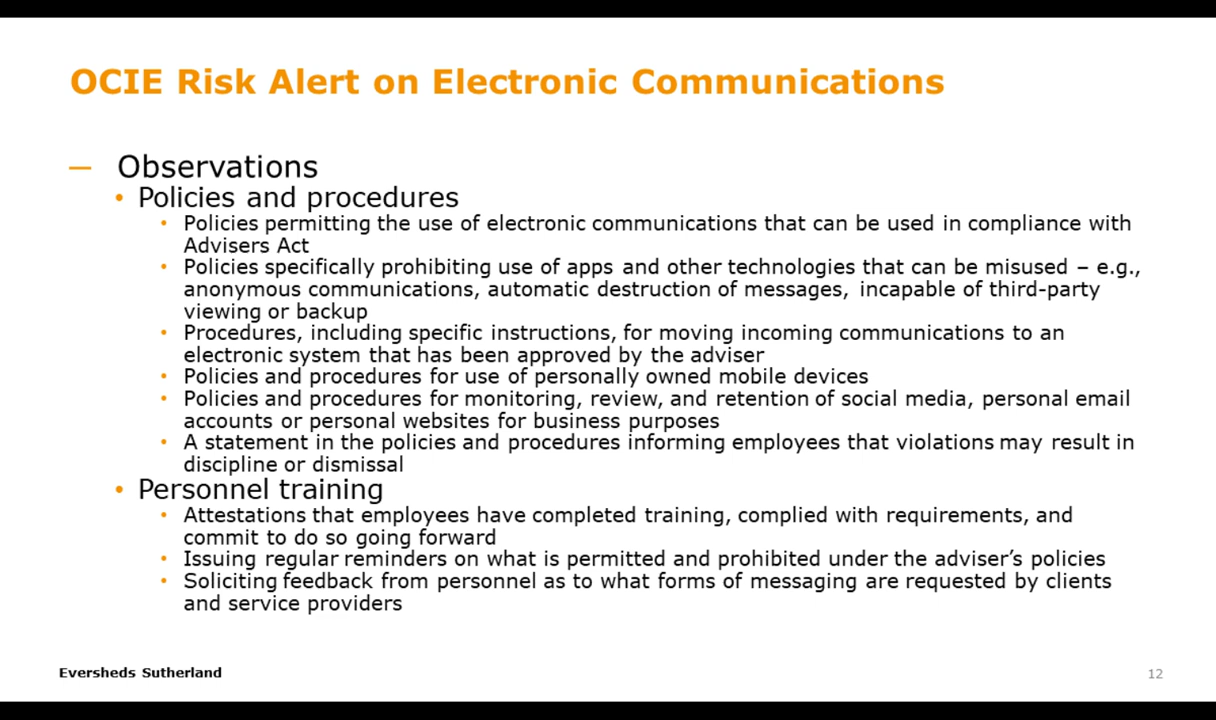 OCIE Risk Alert on Electronic Communications
— Observations
• Policies and procedures
• Policies permitting the use of electronic communications that can be used in compliance with
Advisers Act
• Policies specifically prohibiting use of apps and other technologies that can be misused – e.g.,
anonymous communications, automatic destruction of messages, incapable of third-party
viewing or backup
• Procedures, including specific instructions, for moving incoming communications to an
electronic system that has been approved by the adviser
• Policies and procedures for use of personally owned mobile devices
• Policies and procedures for monitoring, review, and retention of social media, personal email
accounts or personal websites for business purposes
• A statement in the policies and procedures informing employees that violations may result in
discipline or dismissal
• Personnel training
• Attestations that employees have completed training, complied with requirements, and
commit to do so going forward
• Issuing regular reminders on what is permitted and prohibited under the adviser’s policies
• Soliciting feedback from personnel as to what forms of messaging are requested by clients
and service providers
Eversheds Sutherland
12